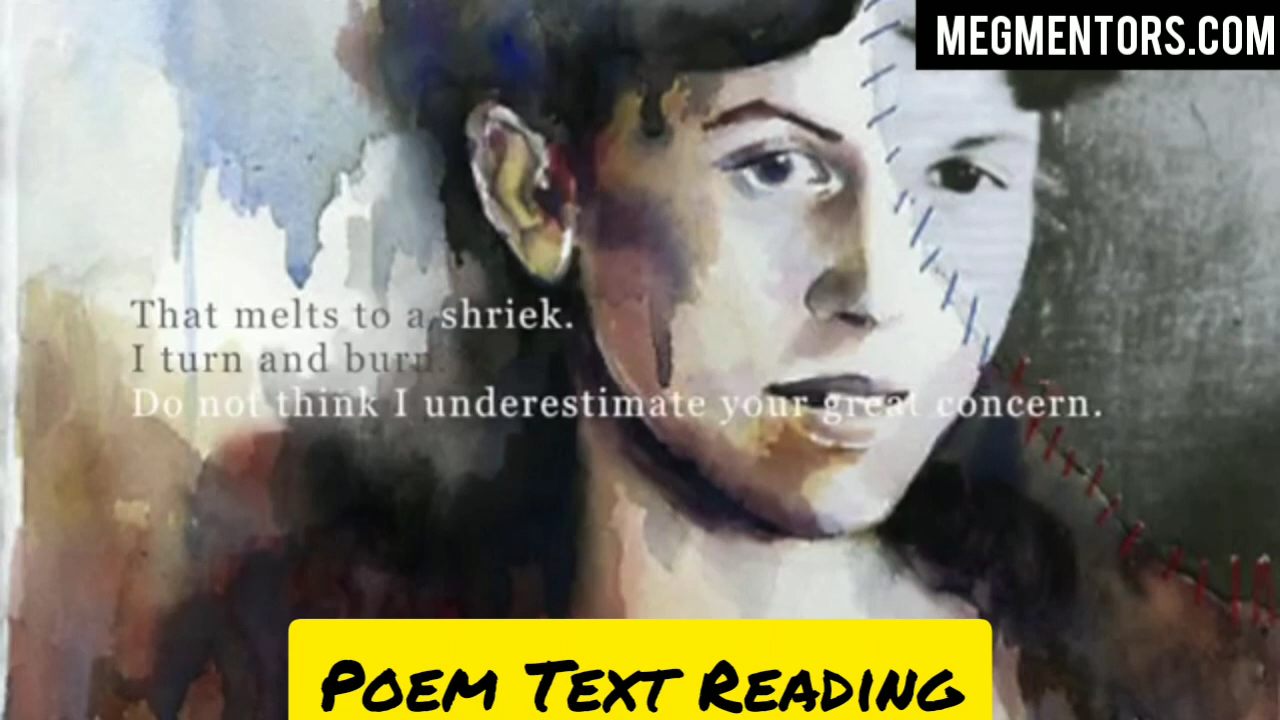 MEGMENTORS.COM
That melts to a shriek.
I turn and burn.
Do not think I underestimate your great concern.
POEM TEXT READING